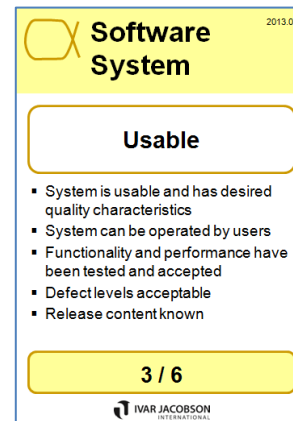 Software
System
2013.0
Usable
▪ System is usable and has desired
quality characteristics
▪ System can be operated by users
▪ Functionality and performance have
been tested and accepted
▪ Defect levels acceptable
▪ Release content known
3 / 6
IVAR JACOBSON
INTERNATIONAL